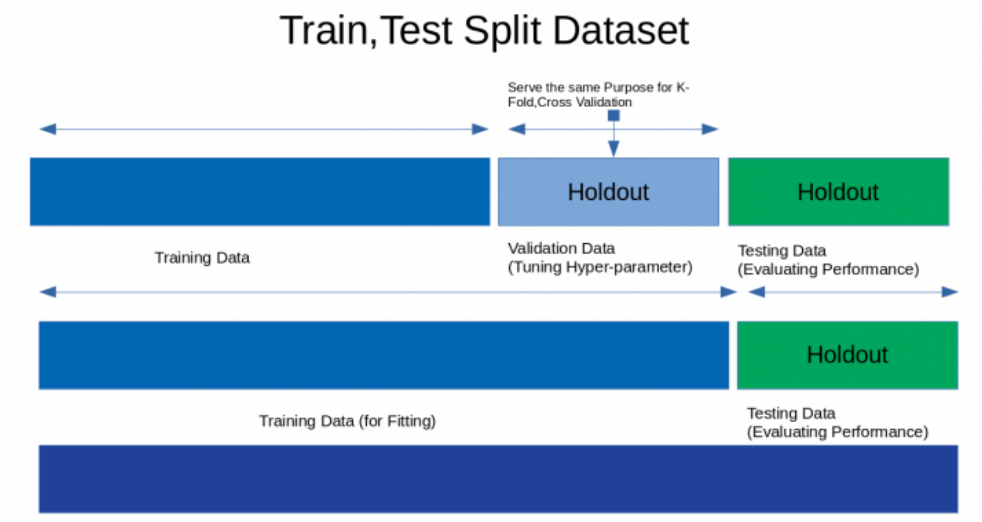 Train,Test Split Dataset
Serve the same Purpose for K-
Fold,Cross Validation
Holdout
Holdout
Training Data
Validation Data
(Tuning Hyper-parameter)
Testing Data
(Evaluating Performance)
Holdout
Training Data (for Fitting)
Testing Data
(Evaluating Performance)